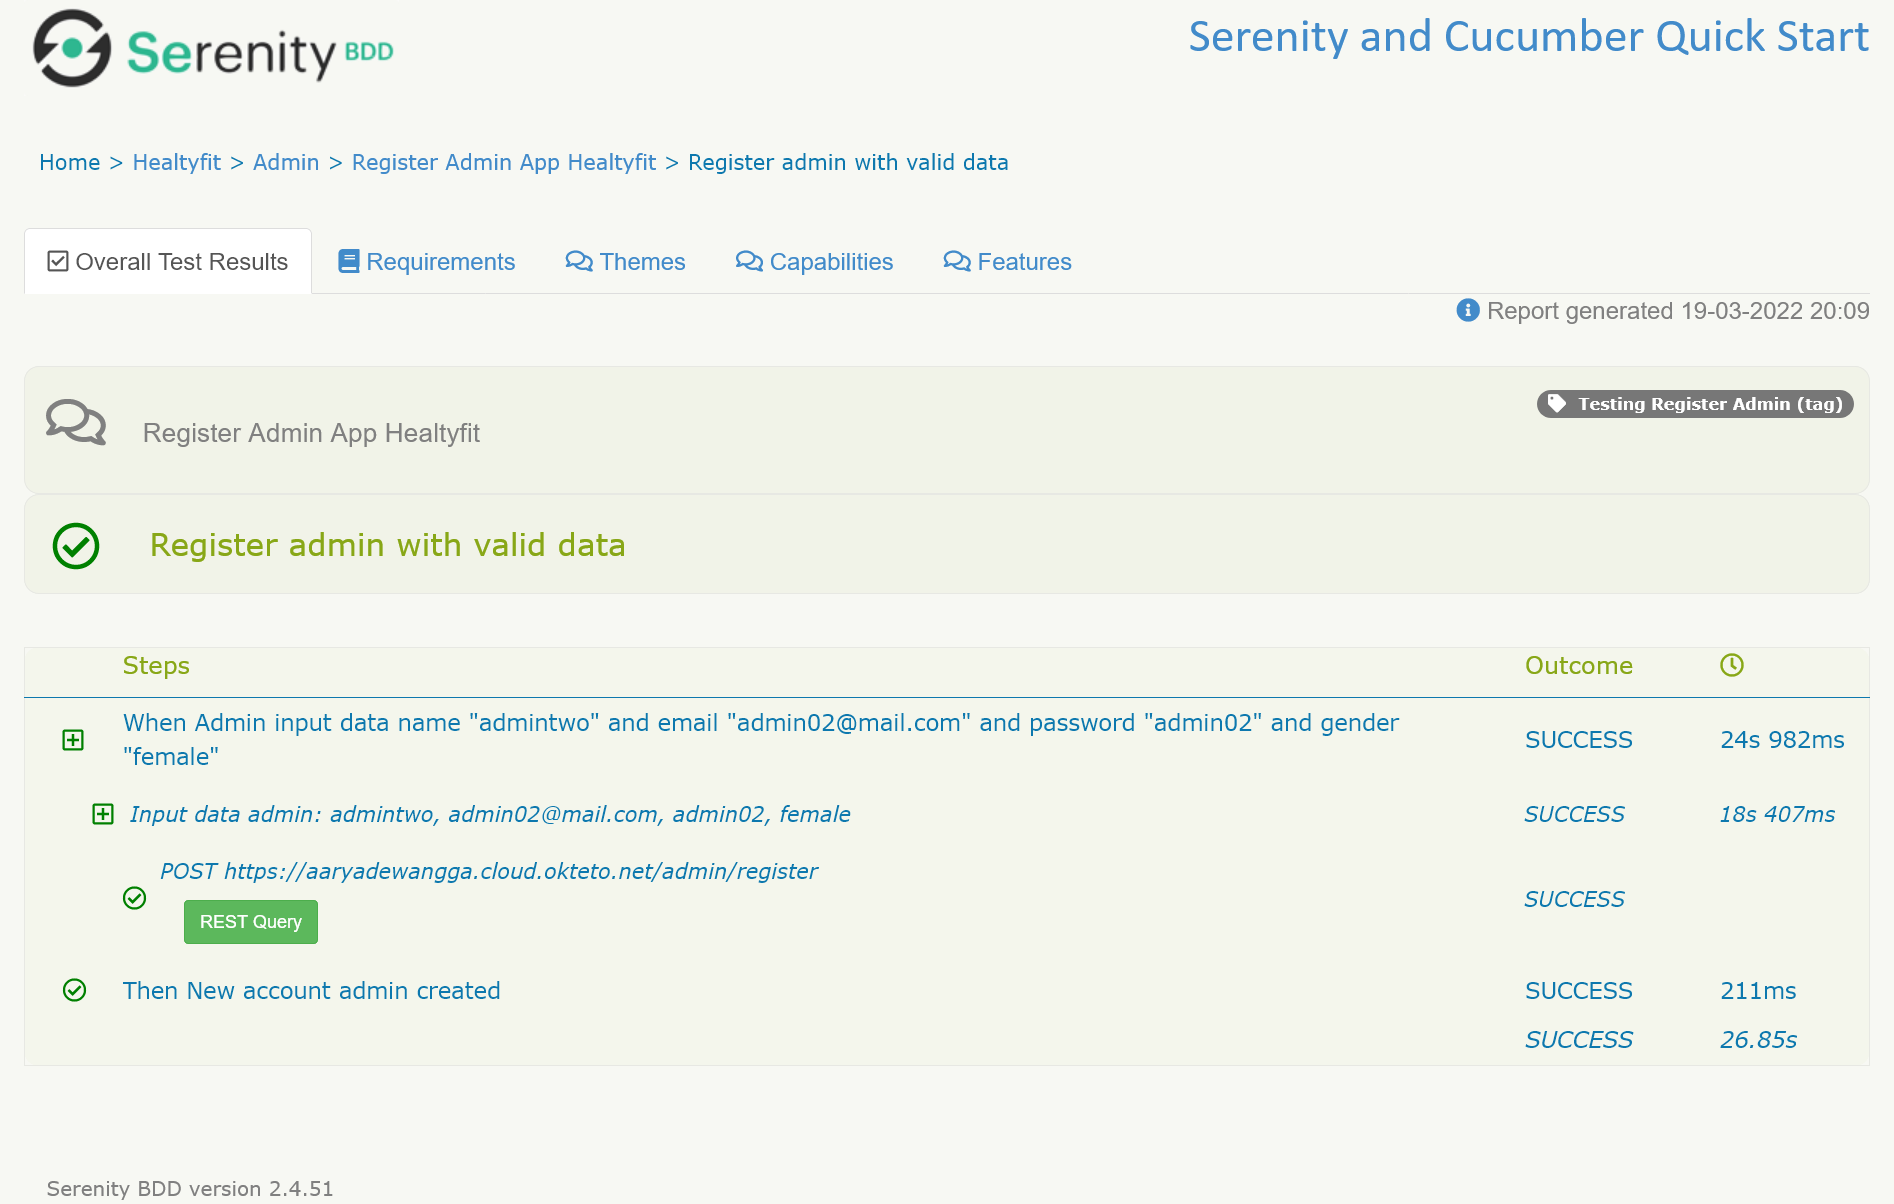 Serenity BDD
Serenity and Cucumber Quick Start
Home > Healtyfit > Admin > Register Admin App Healtyfit > Register admin with valid data
Overall Test Results Requirements Themes Capabilities Features
Report generated 19-03-2022 20:09
Testing Register Admin (tag)
Register Admin App Healtyfit
Register admin with valid data
Steps Outcome
When Admin input data name "admintwo" and email "admin02@mail.com" and password "admin02" and gender
"female"
SUCCESS 24s 982ms
Input data admin: admintwo, admin02@mail.com, admin02, female SUCCESS 18s 407ms
POST https://aaryadewangga.cloud.okteto.net/admin/register
SUCCESS
REST Query
Then New account admin created SUCCESS 211ms
SUCCESS 26.85s
Serenity BDD version 2.4.51